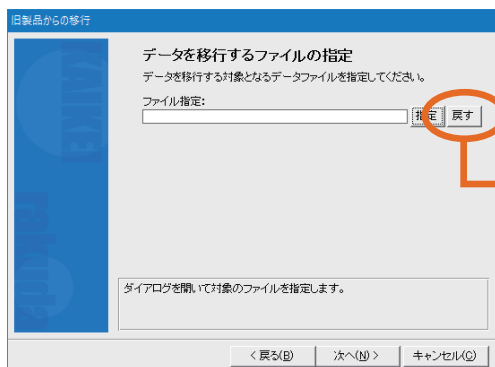 旧製品からの移行
データを移行するファイルの指定
データを移行する対象となるデータファイルを指定してください。
ファイル指定:
指定 戻す
ダイアログを開いて対象のファイルを指定します。
< 戻る(B) 次へ(N) > キャンセル(C)
KAIKEI
rakuda